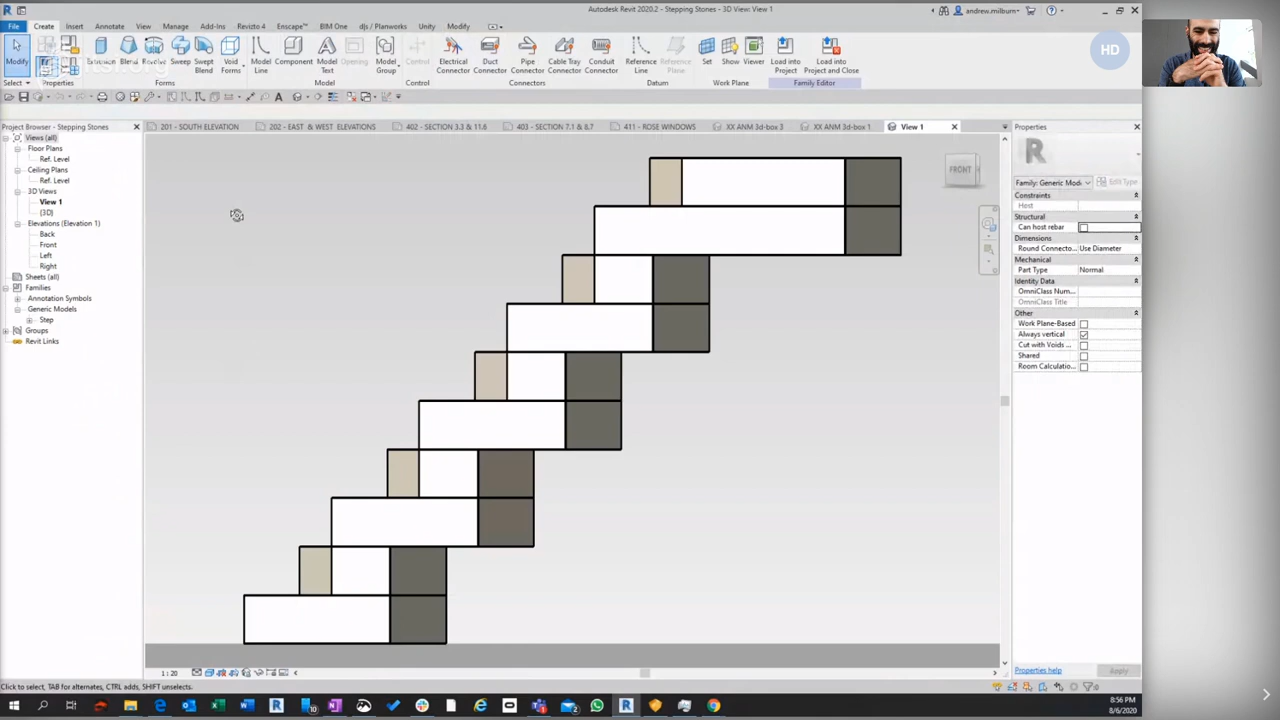 Autodesk Revit 2020.2 - Stepping Stones - 3D View: View 1
andrew.milburn
File Create Insert Annotate View Manage Add-Ins Revizto 4 Enscape™ BIM One d|s / Planworks Unity Modify
Modify Extrusion Blend Revolve Sweep Swept Blend Void Forms Model Line Component Model Text Opening Model Group Control Electrical Connector Duct Connector Pipe Connector Cable Tray Connector Conduit Connector Reference Line Reference Plane Set Show Viewer Load into Project Load into Project and Close
Select Properties Forms Model Control Connectors Datum Work Plane Family Editor
HD
Project Browser - Stepping Stones
201 - SOUTH ELEVATION 202 - EAST & WEST ELEVATIONS 402 - SECTION 3.3 & 11.6 403 - SECTION 7.1 & 8.7 411 - ROSE WINDOWS XX ANM 3d-box 3 XX ANM 3d-box 1 View 1
Views (all)
Floor Plans
Ref. Level
Ceiling Plans
Ref. Level
3D Views
View 1
{3D}
Elevations (Elevation 1)
Back
Front
Left
Right
Sheets (all)
Families
Annotation Symbols
Generic Models
Step
Groups
Revit Links
FRONT
Properties
Family: Generic Mod Edit Type
Constraints
Host
Structural
Can host rebar
Dimensions
Round Connecto... Use Diameter
Mechanical
Part Type Normal
Identity Data
OmniClass Num...
OmniClass Title
Other
Work Plane-Based
Always vertical
Cut with Voids ...
Shared
Room Calculatio...
Properties help Apply
1 : 20
Click to select, TAB for alternates, CTRL adds, SHIFT unselects.
8:56 PM
8/6/2020